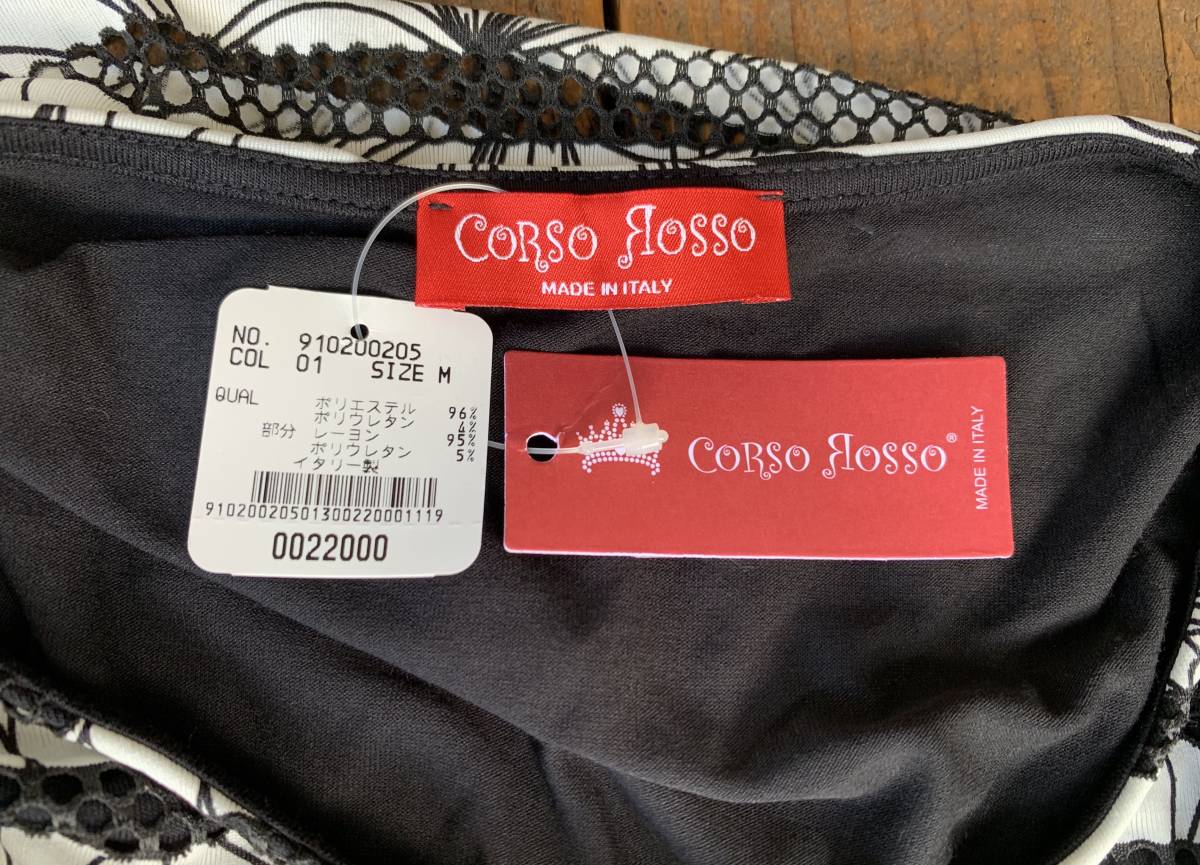 CORSO ROSSO
MADE IN ITALY
NO. 910200205
COL 01 SIZE M
QUAL ポリエステル 96%
ポリウレタン 4%
部分 レーヨン 95%
ポリウレタン 5%
イタリー製
910200205013002200011119
0022000
CORSO ROSSO®
MADE IN ITALY